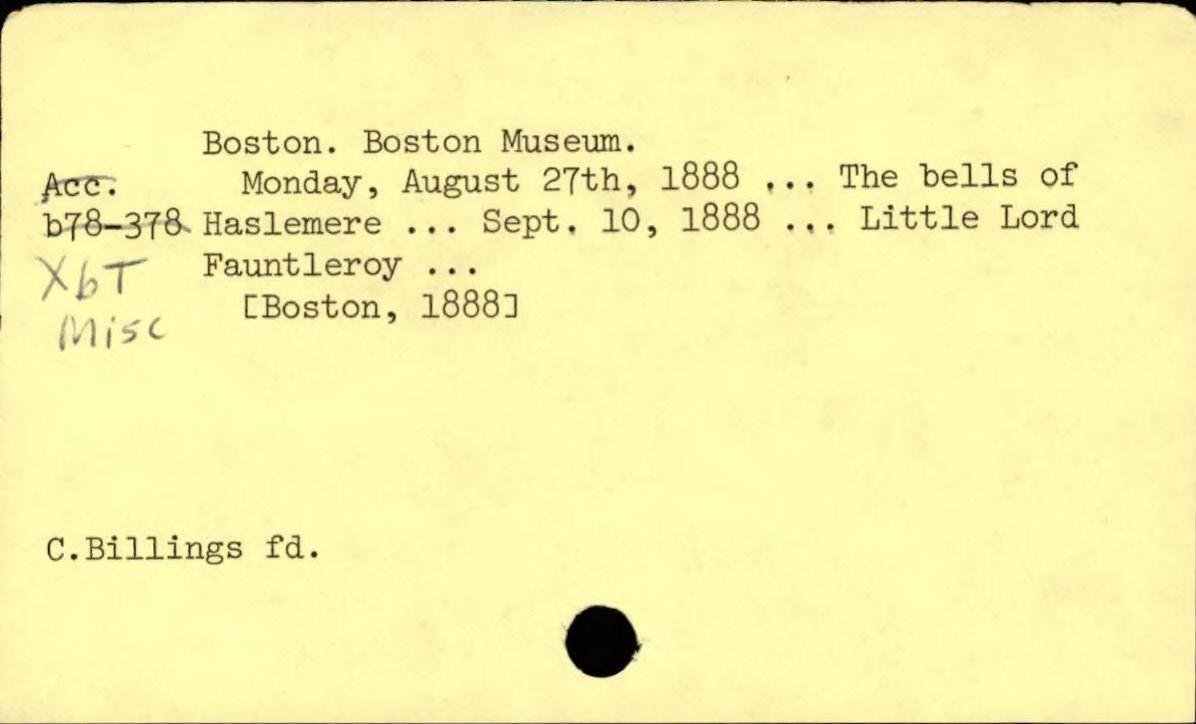 Boston. Boston Museum.
Acc. Monday, August 27th, 1888 ... The bells of
b78-378 Haslemere ... Sept. 10, 1888 ... Little Lord
XbT Fauntleroy ...
Misc [Boston, 1888]
C.Billings fd.